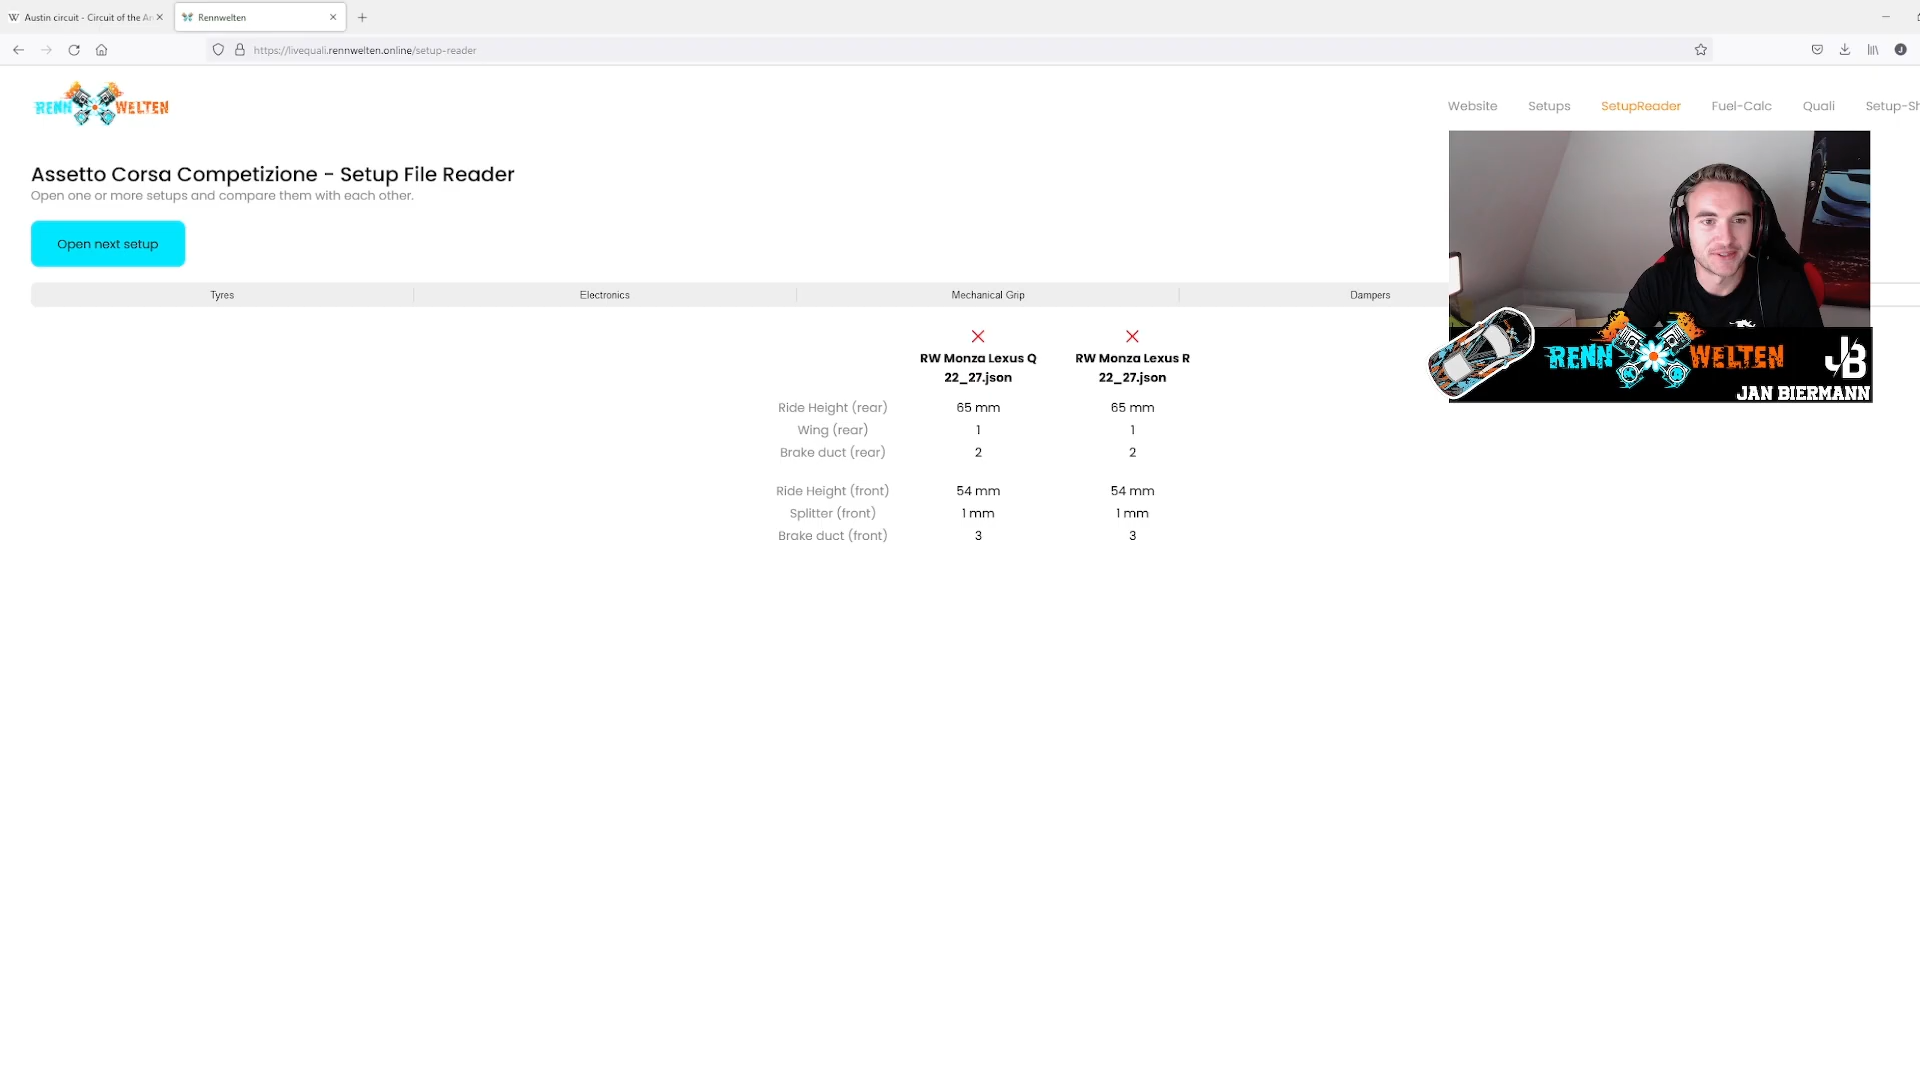 Austin circuit - Circuit of the Am
Rennwelten
https://livequali.rennwelten.online/setup-reader
J
RENN WELTEN
Website Setups SetupReader Fuel-Calc Quali Setup-Sh
Assetto Corsa Competizione - Setup File Reader
Open one or more setups and compare them with each other.
Open next setup
Tyres Electronics Mechanical Grip Dampers
RW Monza Lexus Q 22_27.json
RW Monza Lexus R 22_27.json
Ride Height (rear) 65 mm 65 mm
Wing (rear) 1 1
Brake duct (rear) 2 2
Ride Height (front) 54 mm 54 mm
Splitter (front) 1 mm 1 mm
Brake duct (front) 3 3
RENN WELTEN
JB
JAN BIERMANN